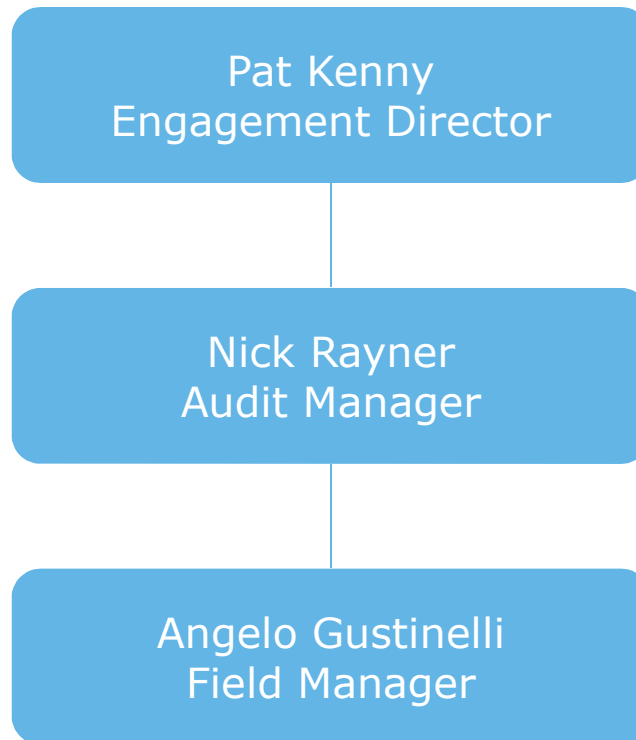 Pat Kenny
Engagement Director
Nick Rayner
Audit Manager
Angelo Gustinelli
Field Manager